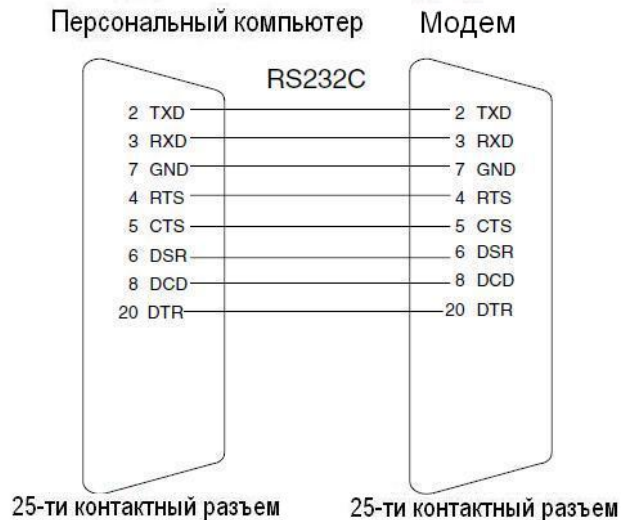 Персональный компьютер Модем
RS232C
2 TXD 2 TXD
3 RXD 3 RXD
7 GND 7 GND
4 RTS 4 RTS
5 CTS 5 CTS
6 DSR 6 DSR
8 DCD 8 DCD
20 DTR 20 DTR
25-ти контактный разъем 25-ти контактный разъем